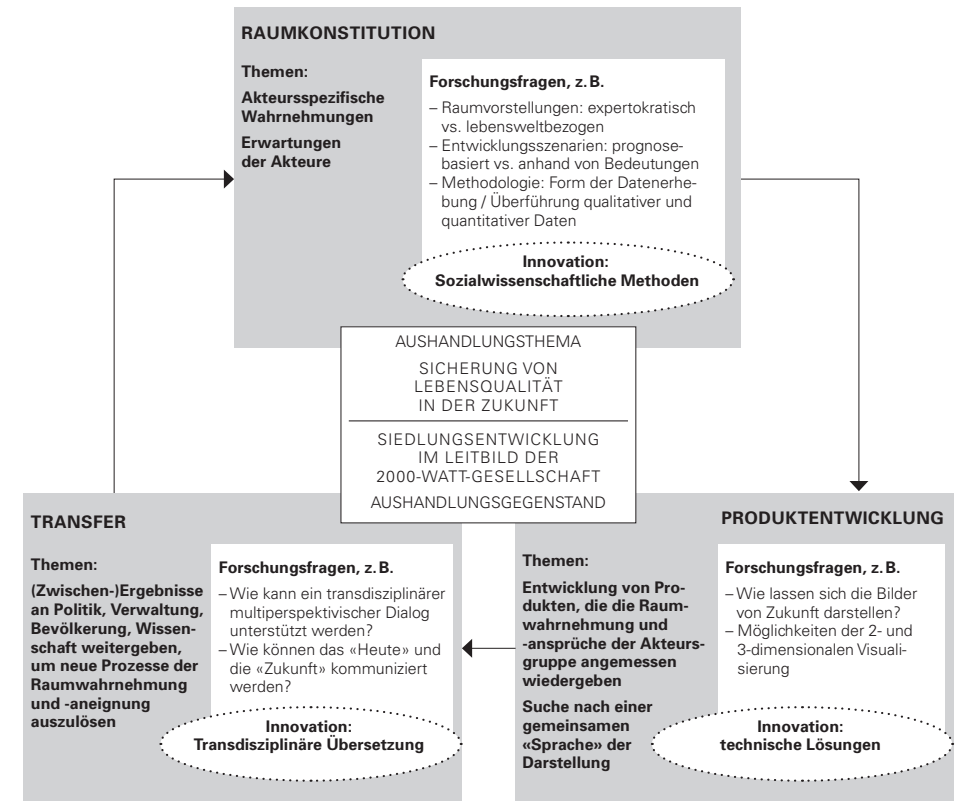 RAUMKONSTITUTION
Themen:
Akteursspezifische
Wahrnehmungen
Erwartungen
der Akteure
Forschungsfragen, z. B.
– Raumvorstellungen: expertokratisch
vs. lebensweltbezogen
– Entwicklungsszenarien: prognose-
basiert vs. anhand von Bedeutungen
– Methodologie: Form der Datenerhe-
bung / Überführung qualitativer und
quantitativer Daten
Innovation:
Sozialwissenschaftliche Methoden
AUSHANDLUNGSTHEMA
SICHERUNG VON
LEBENSQUALITÄT
IN DER ZUKUNFT
SIEDLUNGSENTWICKLUNG
IM LEITBILD DER
2000-WATT-GESELLSCHAFT
AUSHANDLUNGSGEGENSTAND
TRANSFER
Themen:
(Zwischen-)Ergebnisse
an Politik, Verwaltung,
Bevölkerung, Wissen-
schaft weitergeben,
um neue Prozesse der
Raumwahrnehmung
und -aneignung
auszulösen
Forschungsfragen, z. B.
– Wie kann ein transdisziplinärer
multiperspektivischer Dialog
unterstützt werden?
– Wie können das «Heute» und
die «Zukunft» kommuniziert
werden?
Innovation:
Transdisziplinäre Übersetzung
PRODUKTENTWICKLUNG
Themen:
Entwicklung von Pro-
dukten, die die Raum-
wahrnehmung und
-ansprüche der Akteurs-
gruppe angemessen
wiedergeben
Suche nach einer
gemeinsamen
«Sprache» der
Darstellung
Forschungsfragen, z. B.
– Wie lassen sich die Bilder
von Zukunft darstellen?
– Möglichkeiten der 2- und
3-dimensionalen Visuali-
sierung
Innovation:
technische Lösungen